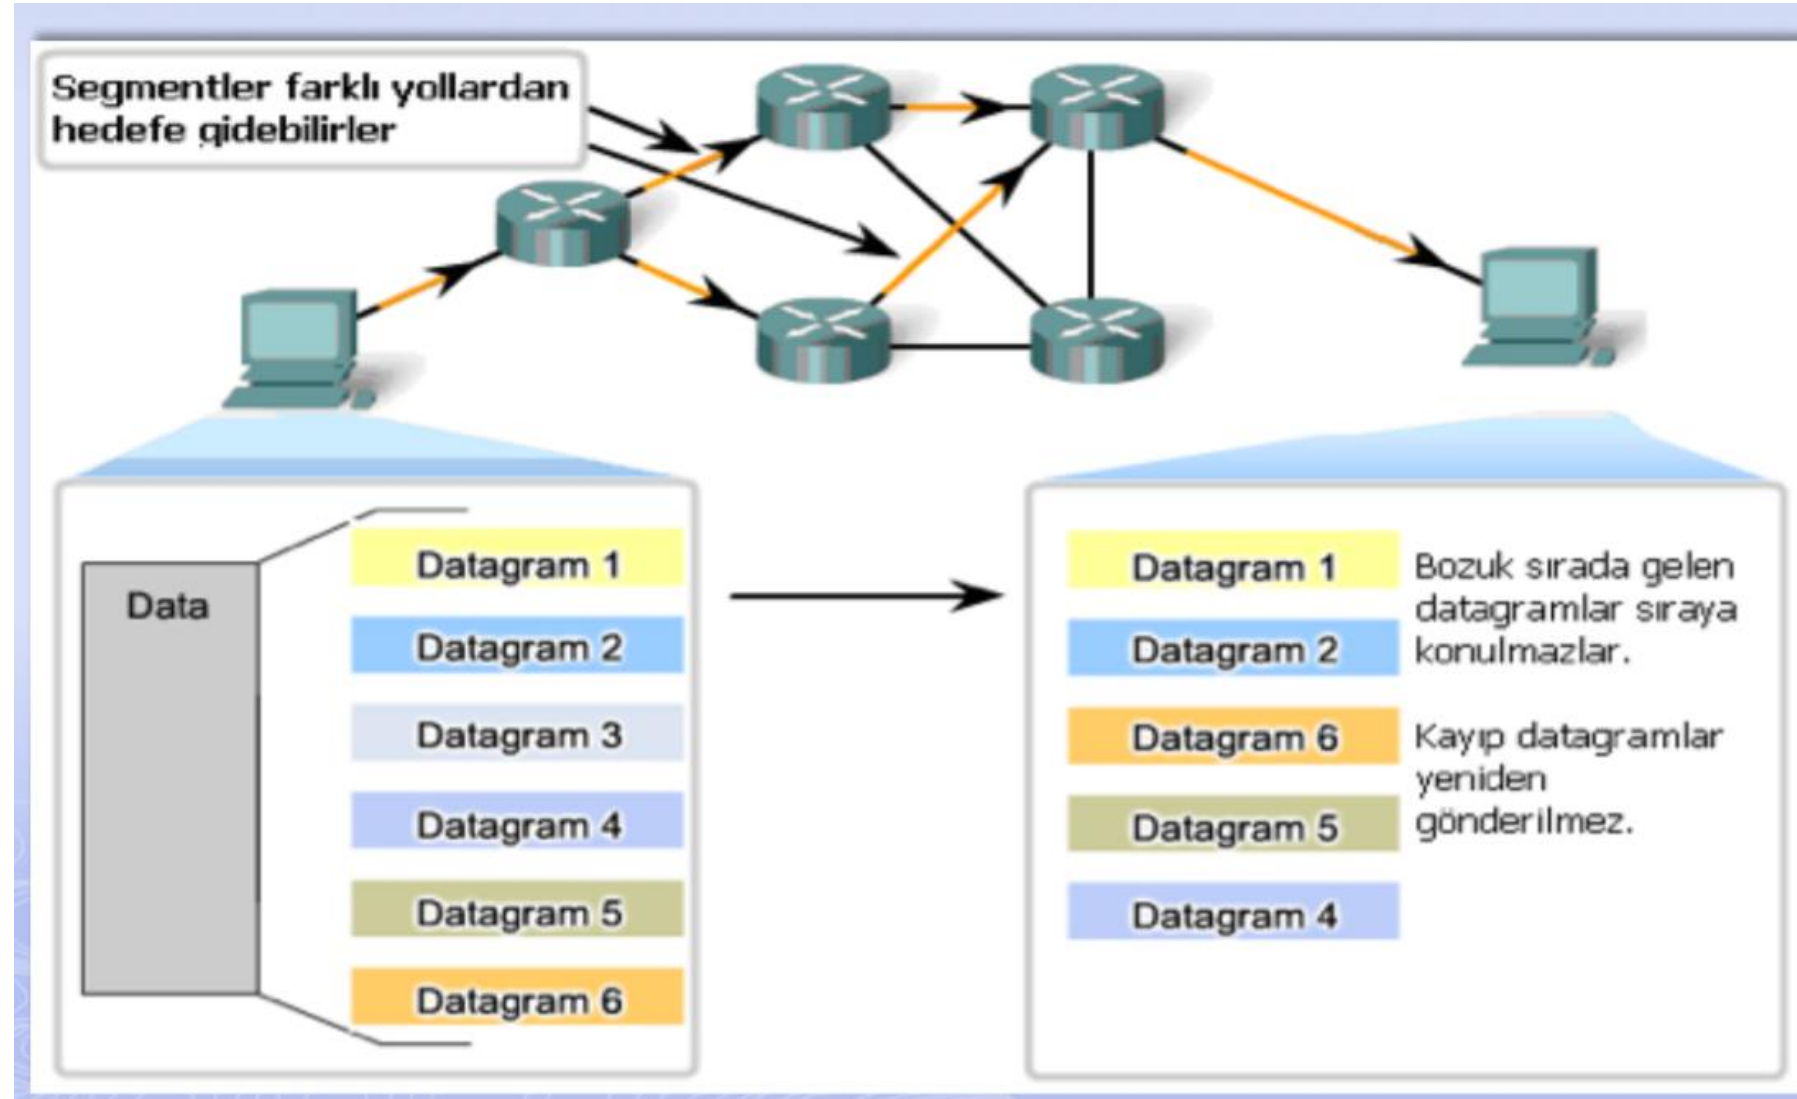 Segmentler farklı yollardan
hedefe gidebilirler
Data
Datagram 1
Datagram 2
Datagram 3
Datagram 4
Datagram 5
Datagram 6
Datagram 1
Datagram 2
Datagram 6
Datagram 5
Datagram 4
Bozuk sırada gelen
datagramlar sıraya
konulmazlar.
Kayıp datagramlar
yeniden
gönderilmez.